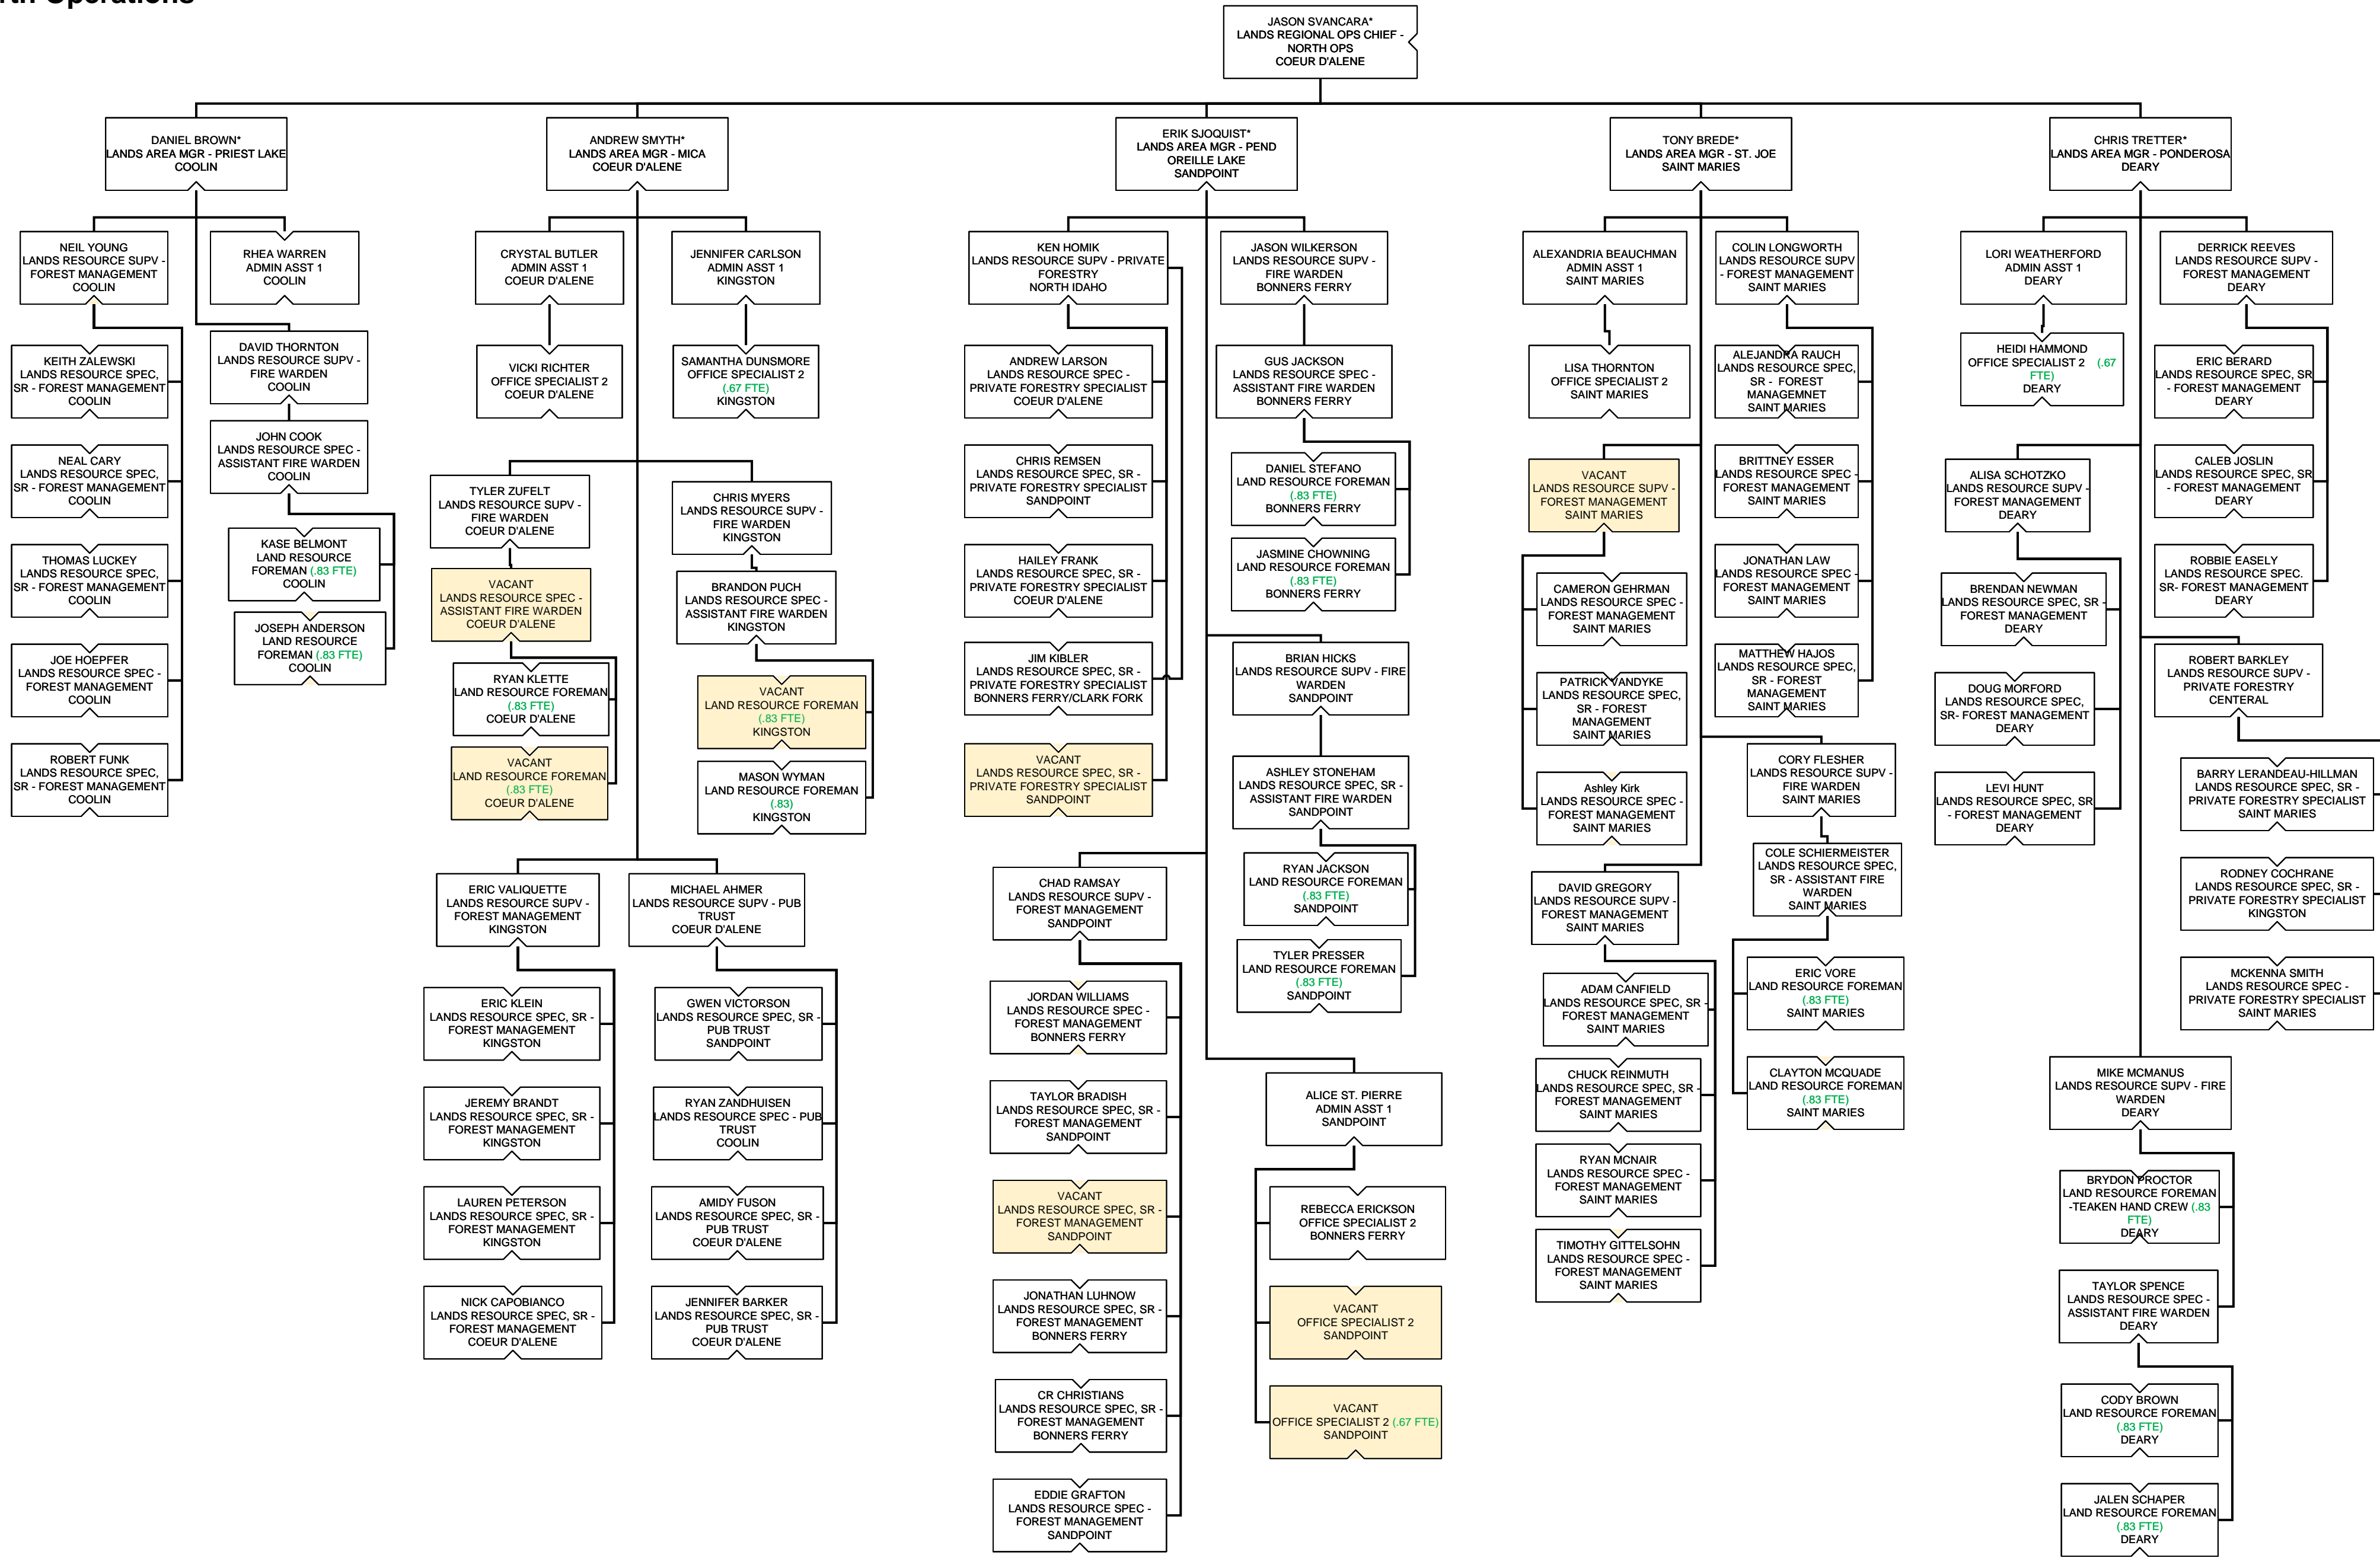 rth Operations
JASON SVANCARA*
LANDS REGIONAL OPS CHIEF -
NORTH OPS
COEUR D'ALENE
DANIEL BROWN*
LANDS AREA MGR - PRIEST LAKE
COOLIN
NEIL YOUNG
LANDS RESOURCE SUPV -
FOREST MANAGEMENT
COOLIN
RHEA WARREN
ADMIN ASST 1
COOLIN
KEITH ZALEWSKI
LANDS RESOURCE SPEC,
SR - FOREST MANAGEMENT
COOLIN
NEAL CARY
LANDS RESOURCE SPEC,
SR - FOREST MANAGEMENT
COOLIN
THOMAS LUCKEY
LANDS RESOURCE SPEC,
SR - FOREST MANAGEMENT
COOLIN
JOE HOEPFER
LANDS RESOURCE SPEC -
FOREST MANAGEMENT
COOLIN
ROBERT FUNK
LANDS RESOURCE SPEC,
SR - FOREST MANAGEMENT
COOLIN
DAVID THORNTON
LANDS RESOURCE SUPV -
FIRE WARDEN
COOLIN
JOHN COOK
LANDS RESOURCE SPEC -
ASSISTANT FIRE WARDEN
COOLIN
KASE BELMONT
LAND RESOURCE
FOREMAN (.83 FTE)
COOLIN
JOSEPH ANDERSON
LAND RESOURCE
FOREMAN (.83 FTE)
COOLIN
ANDREW SMYTH*
LANDS AREA MGR - MICA
COEUR D'ALENE
CRYSTAL BUTLER
ADMIN ASST 1
COEUR D'ALENE
JENNIFER CARLSON
ADMIN ASST 1
KINGSTON
VICKI RICHTER
OFFICE SPECIALIST 2
COEUR D'ALENE
SAMANTHA DUNSMORE
OFFICE SPECIALIST 2
(.67 FTE)
KINGSTON
TYLER ZUFELT
LANDS RESOURCE SUPV -
FIRE WARDEN
COEUR D'ALENE
VACANT
LANDS RESOURCE SPEC -
ASSISTANT FIRE WARDEN
COEUR D'ALENE
RYAN KLETTE
LAND RESOURCE FOREMAN
(.83 FTE)
COEUR D'ALENE
VACANT
LAND RESOURCE FOREMAN
(.83 FTE)
COEUR D'ALENE
CHRIS MYERS
LANDS RESOURCE SUPV -
FIRE WARDEN
KINGSTON
BRANDON PUCH
LANDS RESOURCE SPEC -
ASSISTANT FIRE WARDEN
KINGSTON
VACANT
LAND RESOURCE FOREMAN
(.83 FTE)
KINGSTON
MASON WYMAN
LAND RESOURCE FOREMAN
(.83)
KINGSTON
ERIC VALIQUETTE
LANDS RESOURCE SUPV -
FOREST MANAGEMENT
KINGSTON
MICHAEL AHMER
LANDS RESOURCE SUPV - PUB
TRUST
COEUR D'ALENE
ERIC KLEIN
LANDS RESOURCE SPEC, SR -
FOREST MANAGEMENT
KINGSTON
JEREMY BRANDT
LANDS RESOURCE SPEC, SR -
FOREST MANAGEMENT
KINGSTON
LAUREN PETERSON
LANDS RESOURCE SPEC, SR -
FOREST MANAGEMENT
KINGSTON
NICK CAPOBIANCO
LANDS RESOURCE SPEC, SR -
FOREST MANAGEMENT
COEUR D'ALENE
GWEN VICTORSON
LANDS RESOURCE SPEC, SR -
PUB TRUST
SANDPOINT
RYAN ZANDHUISEN
LANDS RESOURCE SPEC - PUB
TRUST
COOLIN
AMIDY FUSON
LANDS RESOURCE SPEC, SR -
PUB TRUST
COEUR D'ALENE
JENNIFER BARKER
LANDS RESOURCE SPEC, SR -
PUB TRUST
COEUR D'ALENE
ERIK SJOQUIST*
LANDS AREA MGR - PEND
OREILLE LAKE
SANDPOINT
KEN HOMIK
LANDS RESOURCE SUPV - PRIVATE
FORESTRY
NORTH IDAHO
JASON WILKERSON
LANDS RESOURCE SUPV -
FIRE WARDEN
BONNERS FERRY
ANDREW LARSON
LANDS RESOURCE SPEC -
PRIVATE FORESTRY SPECIALIST
COEUR D'ALENE
CHRIS REMSEN
LANDS RESOURCE SPEC, SR -
PRIVATE FORESTRY SPECIALIST
SANDPOINT
HAILEY FRANK
LANDS RESOURCE SPEC, SR -
PRIVATE FORESTRY SPECIALIST
COEUR D'ALENE
JIM KIBLER
LANDS RESOURCE SPEC, SR -
PRIVATE FORESTRY SPECIALIST
BONNERS FERRY/CLARK FORK
VACANT
LANDS RESOURCE SPEC, SR -
PRIVATE FORESTRY SPECIALIST
SANDPOINT
GUS JACKSON
LANDS RESOURCE SPEC -
ASSISTANT FIRE WARDEN
BONNERS FERRY
DANIEL STEFANO
LAND RESOURCE FOREMAN
(.83 FTE)
BONNERS FERRY
JASMINE CHOWNING
LAND RESOURCE FOREMAN
(.83 FTE)
BONNERS FERRY
BRIAN HICKS
LANDS RESOURCE SUPV - FIRE
WARDEN
SANDPOINT
ASHLEY STONEHAM
LANDS RESOURCE SPEC, SR -
ASSISTANT FIRE WARDEN
SANDPOINT
RYAN JACKSON
LAND RESOURCE FOREMAN
(.83 FTE)
SANDPOINT
TYLER PRESSER
LAND RESOURCE FOREMAN
(.83 FTE)
SANDPOINT
CHAD RAMSAY
LANDS RESOURCE SUPV -
FOREST MANAGEMENT
SANDPOINT
JORDAN WILLIAMS
LANDS RESOURCE SPEC -
FOREST MANAGEMENT
BONNERS FERRY
TAYLOR BRADISH
LANDS RESOURCE SPEC, SR -
FOREST MANAGEMENT
SANDPOINT
VACANT
LANDS RESOURCE SPEC, SR -
FOREST MANAGEMENT
SANDPOINT
JONATHAN LUHNOW
LANDS RESOURCE SPEC, SR -
FOREST MANAGEMENT
BONNERS FERRY
CR CHRISTIANS
LANDS RESOURCE SPEC, SR -
FOREST MANAGEMENT
BONNERS FERRY
EDDIE GRAFTON
LANDS RESOURCE SPEC -
FOREST MANAGEMENT
SANDPOINT
ALICE ST. PIERRE
ADMIN ASST 1
SANDPOINT
REBECCA ERICKSON
OFFICE SPECIALIST 2
BONNERS FERRY
VACANT
OFFICE SPECIALIST 2
SANDPOINT
VACANT
OFFICE SPECIALIST 2 (.67 FTE)
SANDPOINT
TONY BREDE*
LANDS AREA MGR - ST. JOE
SAINT MARIES
ALEXANDRIA BEAUCHMAN
ADMIN ASST 1
SAINT MARIES
COLIN LONGWORTH
LANDS RESOURCE SUPV
- FOREST MANAGEMENT
SAINT MARIES
LISA THORNTON
OFFICE SPECIALIST 2
SAINT MARIES
ALEJANDRA RAUCH
LANDS RESOURCE SPEC,
SR - FOREST
MANAGEMNET
SAINT MARIES
BRITTNEY ESSER
LANDS RESOURCE SPEC -
FOREST MANAGEMENT
SAINT MARIES
JONATHAN LAW
LANDS RESOURCE SPEC -
FOREST MANAGEMENT
SAINT MARIES
MATTHEW HAJOS
LANDS RESOURCE SPEC,
SR - FOREST
MANAGEMENT
SAINT MARIES
VACANT
LANDS RESOURCE SUPV -
FOREST MANAGEMENT
SAINT MARIES
CAMERON GEHRMAN
LANDS RESOURCE SPEC -
FOREST MANAGEMENT
SAINT MARIES
PATRICK VANDYKE
LANDS RESOURCE SPEC,
SR - FOREST
MANAGEMENT
SAINT MARIES
Ashley Kirk
LANDS RESOURCE SPEC -
FOREST MANAGEMENT
SAINT MARIES
CORY FLESHER
LANDS RESOURCE SUPV -
FIRE WARDEN
SAINT MARIES
COLE SCHIERMEISTER
LANDS RESOURCE SPEC,
SR - ASSISTANT FIRE
WARDEN
SAINT MARIES
ERIC VORE
LAND RESOURCE FOREMAN
(.83 FTE)
SAINT MARIES
CLAYTON MCQUADE
LAND RESOURCE FOREMAN
(.83 FTE)
SAINT MARIES
DAVID GREGORY
LANDS RESOURCE SUPV -
FOREST MANAGEMENT
SAINT MARIES
ADAM CANFIELD
LANDS RESOURCE SPEC, SR -
FOREST MANAGEMENT
SAINT MARIES
CHUCK REINMUTH
LANDS RESOURCE SPEC, SR -
FOREST MANAGEMENT
SAINT MARIES
RYAN MCNAIR
LANDS RESOURCE SPEC -
FOREST MANAGEMENT
SAINT MARIES
TIMOTHY GITTELSOHN
LANDS RESOURCE SPEC -
FOREST MANAGEMENT
SAINT MARIES
CHRIS TRETTER*
LANDS AREA MGR - PONDEROSA
DEARY
LORI WEATHERFORD
ADMIN ASST 1
DEARY
DERRICK REEVES
LANDS RESOURCE SUPV -
FOREST MANAGEMENT
DEARY
HEIDI HAMMOND
OFFICE SPECIALIST 2 (.67
FTE)
DEARY
ERIC BERARD
LANDS RESOURCE SPEC, SR
- FOREST MANAGEMENT
DEARY
CALEB JOSLIN
LANDS RESOURCE SPEC, SR
- FOREST MANAGEMENT
DEARY
ROBBIE EASELY
LANDS RESOURCE SPEC.
SR- FOREST MANAGEMENT
DEARY
ALISA SCHOTZKO
LANDS RESOURCE SUPV -
FOREST MANAGEMENT
DEARY
BRENDAN NEWMAN
LANDS RESOURCE SPEC, SR -
FOREST MANAGEMENT
DEARY
DOUG MORFORD
LANDS RESOURCE SPEC,
SR- FOREST MANAGEMENT
DEARY
LEVI HUNT
LANDS RESOURCE SPEC, SR
- FOREST MANAGEMENT
DEARY
ROBERT BARKLEY
LANDS RESOURCE SUPV -
PRIVATE FORESTRY
CENTRAL
BARRY LERANDEAU-HILLMAN
LANDS RESOURCE SPEC, SR -
PRIVATE FORESTRY SPECIALIST
SAINT MARIES
RODNEY COCHRANE
LANDS RESOURCE SPEC, SR -
PRIVATE FORESTRY SPECIALIST
KINGSTON
MCKENNA SMITH
LANDS RESOURCE SPEC -
PRIVATE FORESTRY SPECIALIST
SAINT MARIES
MIKE MCMANUS
LANDS RESOURCE SUPV - FIRE
WARDEN
DEARY
BRYDON PROCTOR
LAND RESOURCE FOREMAN
-TEAKEN HAND CREW (.83
FTE)
DEARY
TAYLOR SPENCE
LANDS RESOURCE SPEC -
ASSISTANT FIRE WARDEN
DEARY
CODY BROWN
LAND RESOURCE FOREMAN
(.83 FTE)
DEARY
JALEN SCHAPER
LAND RESOURCE FOREMAN
(.83 FTE)
DEARY